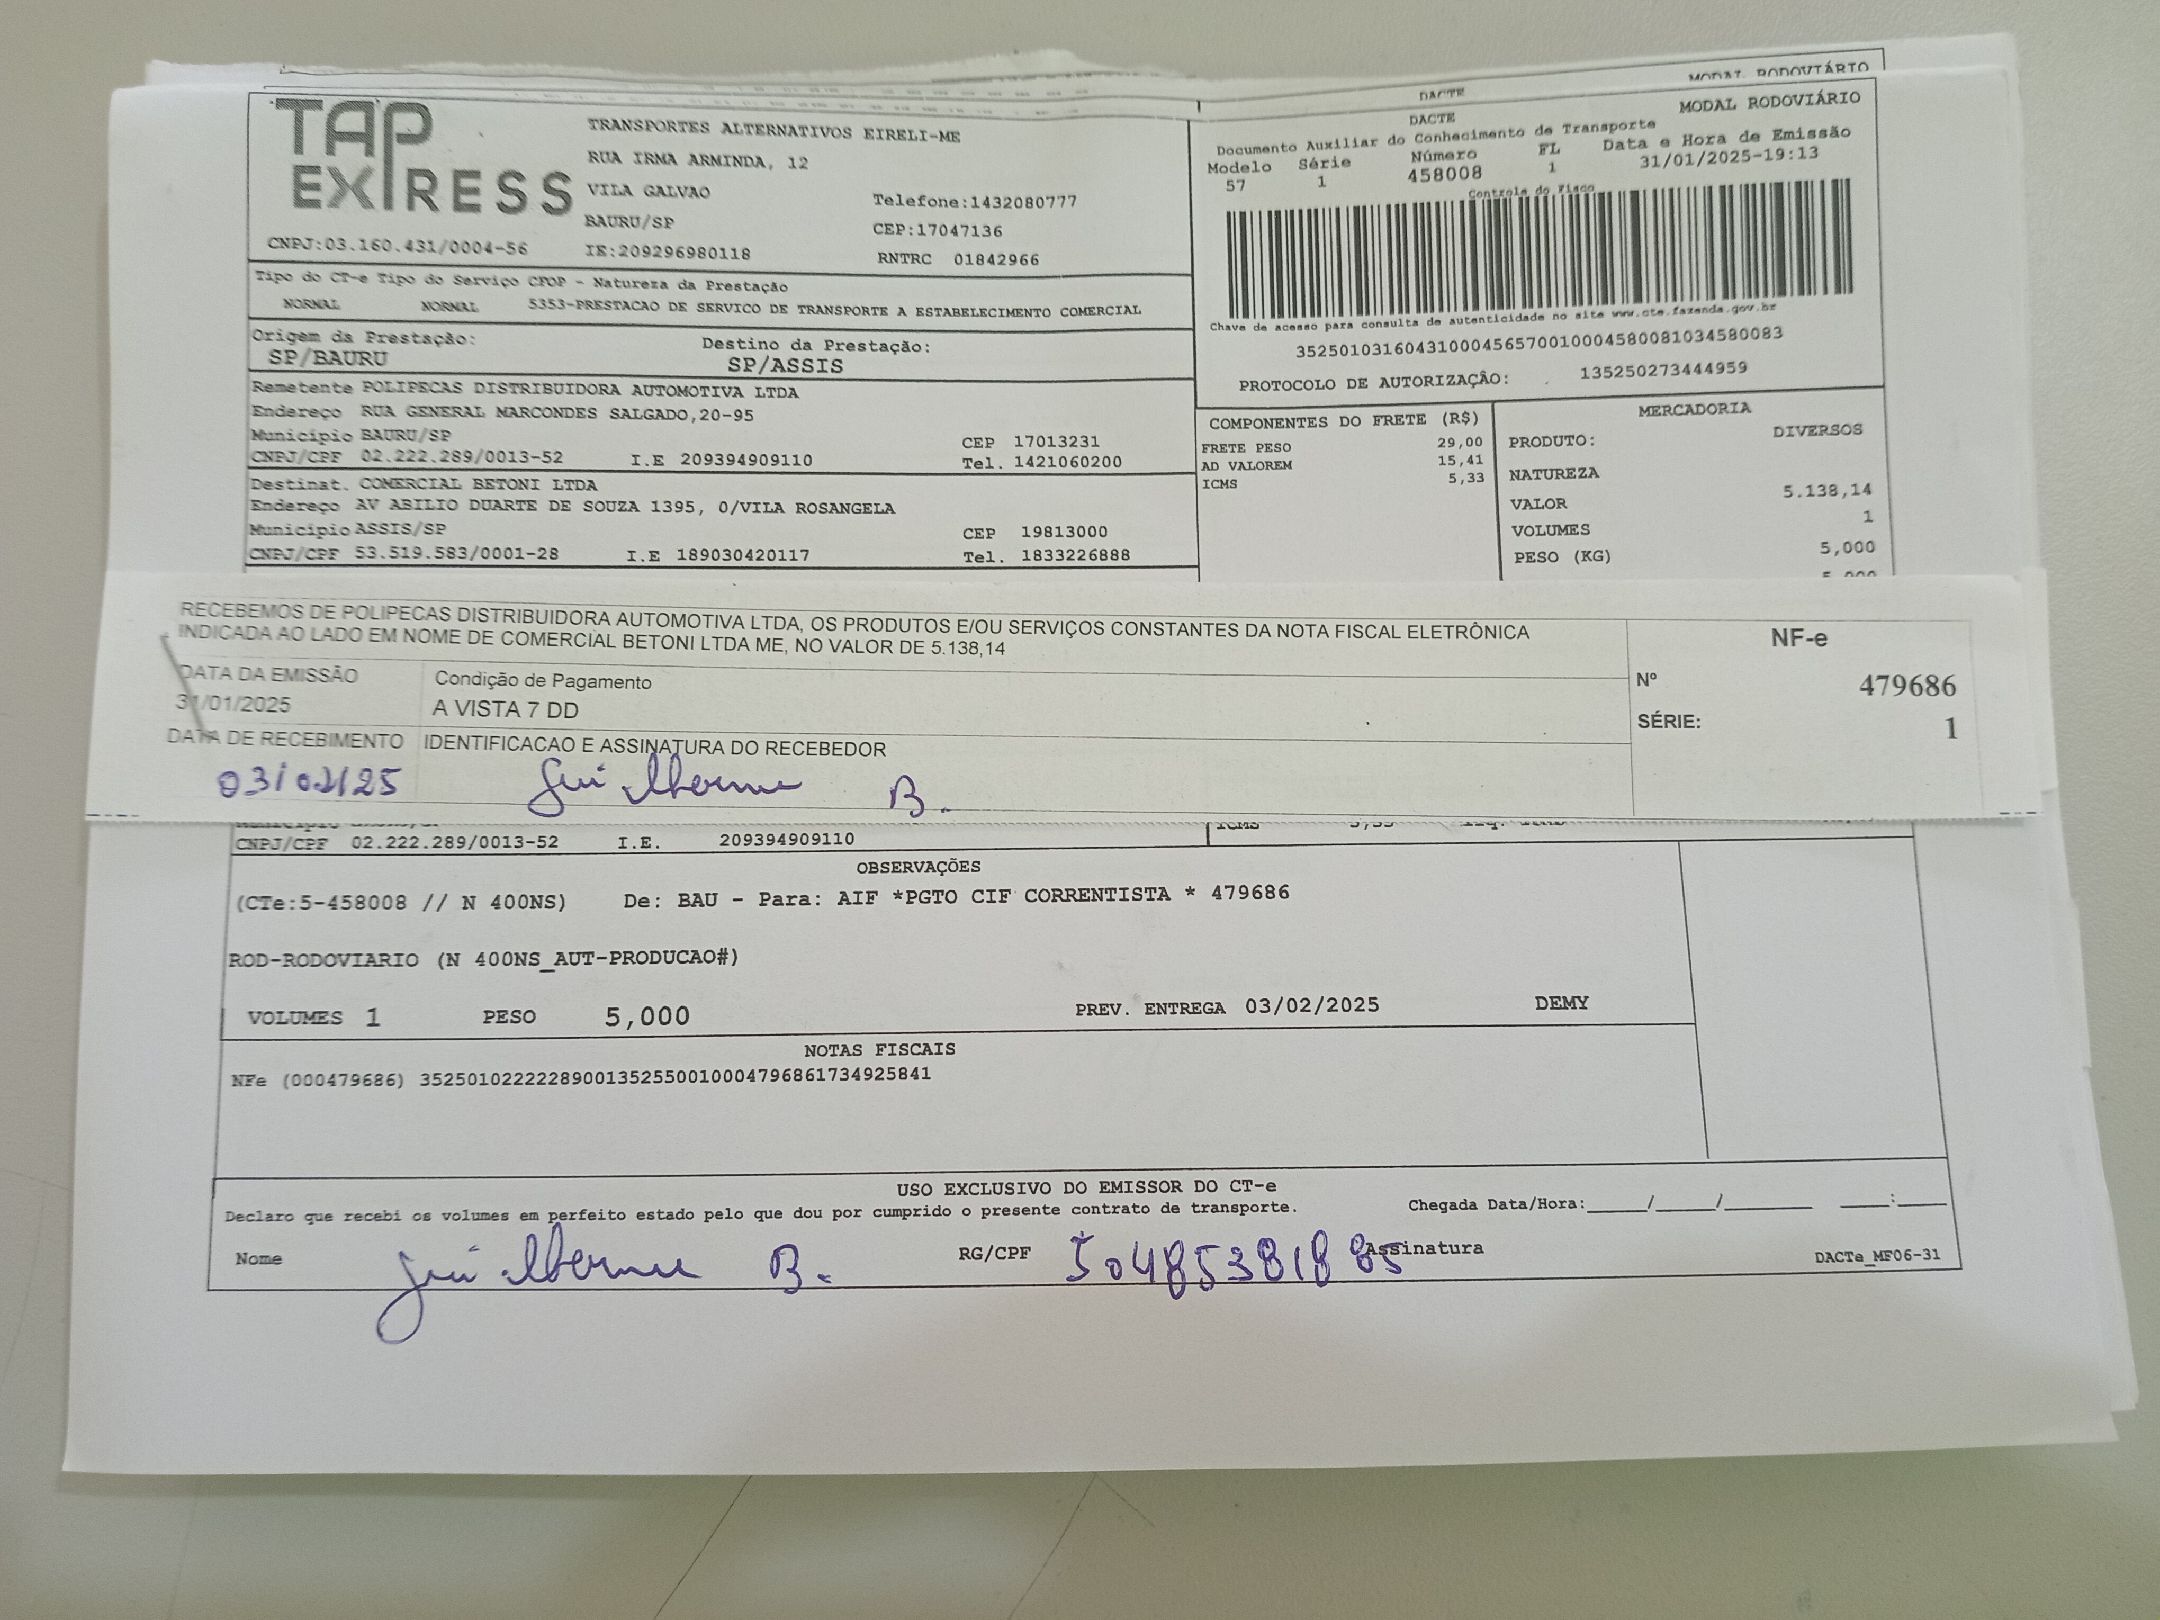 MODAL RODOVIÁRIO
DACTE
TAP EXPRESS
TRANSPORTES ALTERNATIVOS EIRELI-ME
RUA IRMA ARMINDA, 12
VILA GALVAO
Telefone:1432080777
BAURU/SP
CEP:17047136
CNPJ:03.160.431/0004-56
IE:209296980118
RNTRC 01842966
DACTE
MODAL RODOVIÁRIO
Documento Auxiliar do Conhecimento de Transporte
Modelo Série Número FL Data e Hora de Emissão
57 1 458008 1 31/01/2025-19:13
Controle do Fisco
Chave de acesso para consulta de autenticidade no site www.cte.fazenda.gov.br
35250103160431000456570010004580081034580083
PROTOCOLO DE AUTORIZAÇÃO: 135250273444959
Tipo do CT-e Tipo do Serviço CFOP - Natureza da Prestação
NORMAL NORMAL 5353-PRESTACAO DE SERVICO DE TRANSPORTE A ESTABELECIMENTO COMERCIAL
Origem da Prestação: Destino da Prestação:
SP/BAURU SP/ASSIS
Remetente POLIPECAS DISTRIBUIDORA AUTOMOTIVA LTDA
Endereço RUA GENERAL MARCONDES SALGADO,20-95
Município BAURU/SP CEP 17013231
CNPJ/CPF 02.222.289/0013-52 I.E 209394909110 Tel. 1421060200
Destinat. COMERCIAL BETONI LTDA
Endereço AV ABILIO DUARTE DE SOUZA 1395, 0/VILA ROSANGELA
Município ASSIS/SP CEP 19813000
CNPJ/CPF 53.519.583/0001-28 I.E 189030420117 Tel. 1833226888
COMPONENTES DO FRETE (R$)
FRETE PESO 29,00
AD VALOREM 15,41
ICMS 5,33
MERCADORIA
PRODUTO: DIVERSOS
NATUREZA
VALOR 5.138,14
VOLUMES 1
PESO (KG) 5,000
5,000
RECEBEMOS DE POLIPECAS DISTRIBUIDORA AUTOMOTIVA LTDA, OS PRODUTOS E/OU SERVIÇOS CONSTANTES DA NOTA FISCAL ELETRÔNICA
INDICADA AO LADO EM NOME DE COMERCIAL BETONI LTDA ME, NO VALOR DE 5.138,14
DATA DA EMISSÃO Condição de Pagamento
31/01/2025 A VISTA 7 DD
DATA DE RECEBIMENTO IDENTIFICACAO E ASSINATURA DO RECEBEDOR
03/02/25 Guilherme B.
NF-e
Nº 479686
SÉRIE: 1
CNPJ/CPF 02.222.289/0013-52 I.E. 209394909110
ICMS 5,33
OBSERVAÇÕES
(CTe:5-458008 // N 400NS) De: BAU - Para: AIF *PGTO CIF CORRENTISTA * 479686
ROD-RODOVIARIO (N 400NS_AUT-PRODUCAO#)
VOLUMES 1 PESO 5,000 PREV. ENTREGA 03/02/2025 DEMY
NOTAS FISCAIS
NFe (000479686) 35250102222289001352550010004796861734925841
USO EXCLUSIVO DO EMISSOR DO CT-e
Declaro que recebi os volumes em perfeito estado pelo que dou por cumprido o presente contrato de transporte. Chegada Data/Hora:____/____/______ ___:___
Nome Guilherme B. RG/CPF 50485381885 Assinatura DACTe_MF06-31